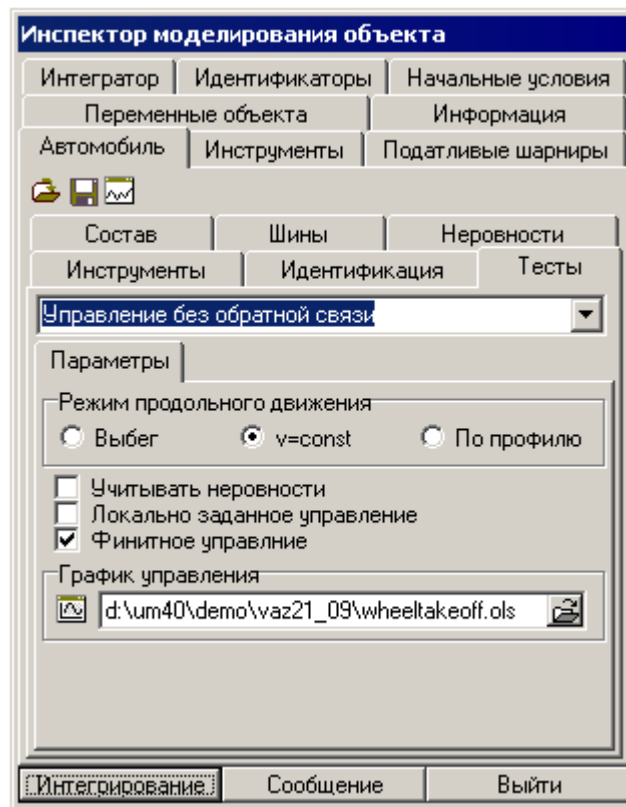 Инспектор моделирования объекта
Интегратор Идентификаторы Начальные условия
Переменные объекта Информация
Автомобиль Инструменты Податливые шарниры
Состав Шины Неровности
Инструменты Идентификация Тесты
Управление без обратной связи
Параметры
Режим продольного движения
Выбег v=const По профилю
Учитывать неровности
Локально заданное управление
Финитное управлние
График управления
d:\um40\demo\vaz21_09\wheeltakeoff.ols
Интегрирование Сообщение Выйти